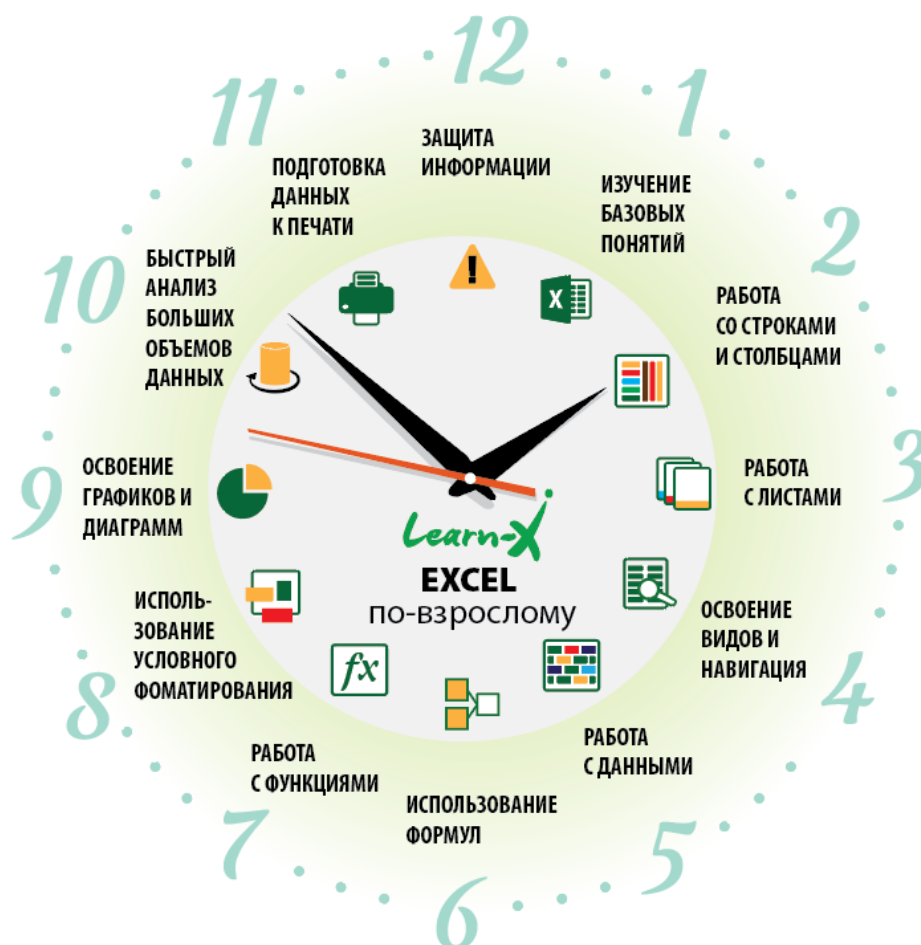 12
11
1
ЗАЩИТА
ИНФОРМАЦИИ
ПОДГОТОВКА
ДАННЫХ
К ПЕЧАТИ
ИЗУЧЕНИЕ
БАЗОВЫХ
ПОНЯТИЙ
10
2
БЫСТРЫЙ
АНАЛИЗ
БОЛЬШИХ
ОБЪЕМОВ
ДАННЫХ
!
X
РАБОТА
СО СТРОКАМИ
И СТОЛБЦАМИ
9
3
ОСВОЕНИЕ
ГРАФИКОВ И
ДИАГРАММ
РАБОТА
С ЛИСТАМИ
Learn-X
EXCEL
по-взрослому
ИСПОЛЬ-
ЗОВАНИЕ
УСЛОВНОГО
ФОМАТИРОВАНИЯ
ОСВОЕНИЕ
ВИДОВ И
НАВИГАЦИЯ
fx
8
4
РАБОТА
С ФУНКЦИЯМИ
РАБОТА
С ДАННЫМИ
ИСПОЛЬЗОВАНИЕ
ФОРМУЛ
7
5
6